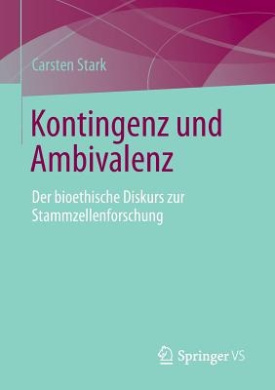 Carsten Stark
Kontingenz und
Ambivalenz
Der bioethische Diskurs zur
Stammzellenforschung
Springer VS